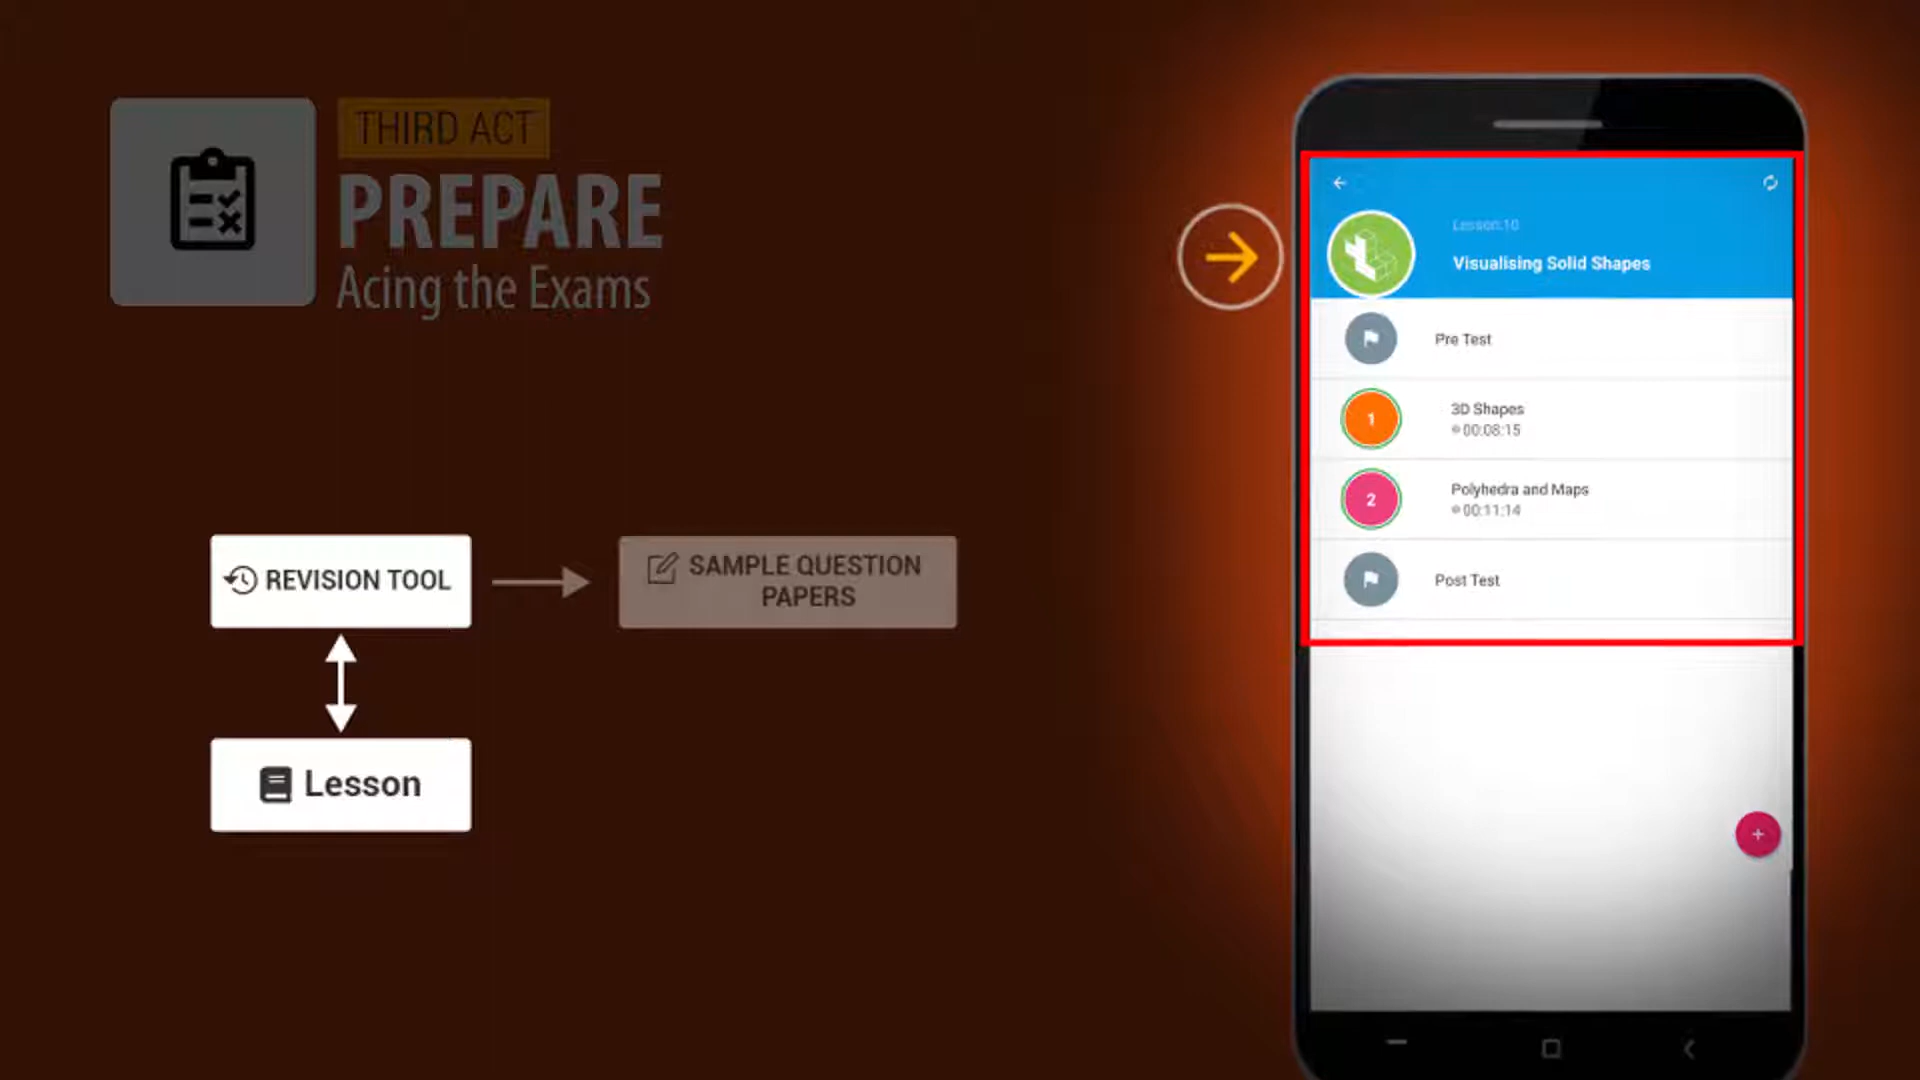 THIRD ACT
PREPARE
Acing the Exams
REVISION TOOL
SAMPLE QUESTION
PAPERS
Lesson
Lesson:10
Visualising Solid Shapes
Pre Test
1
3D Shapes
00:08:15
2
Polyhedra and Maps
00:11:14
Post Test